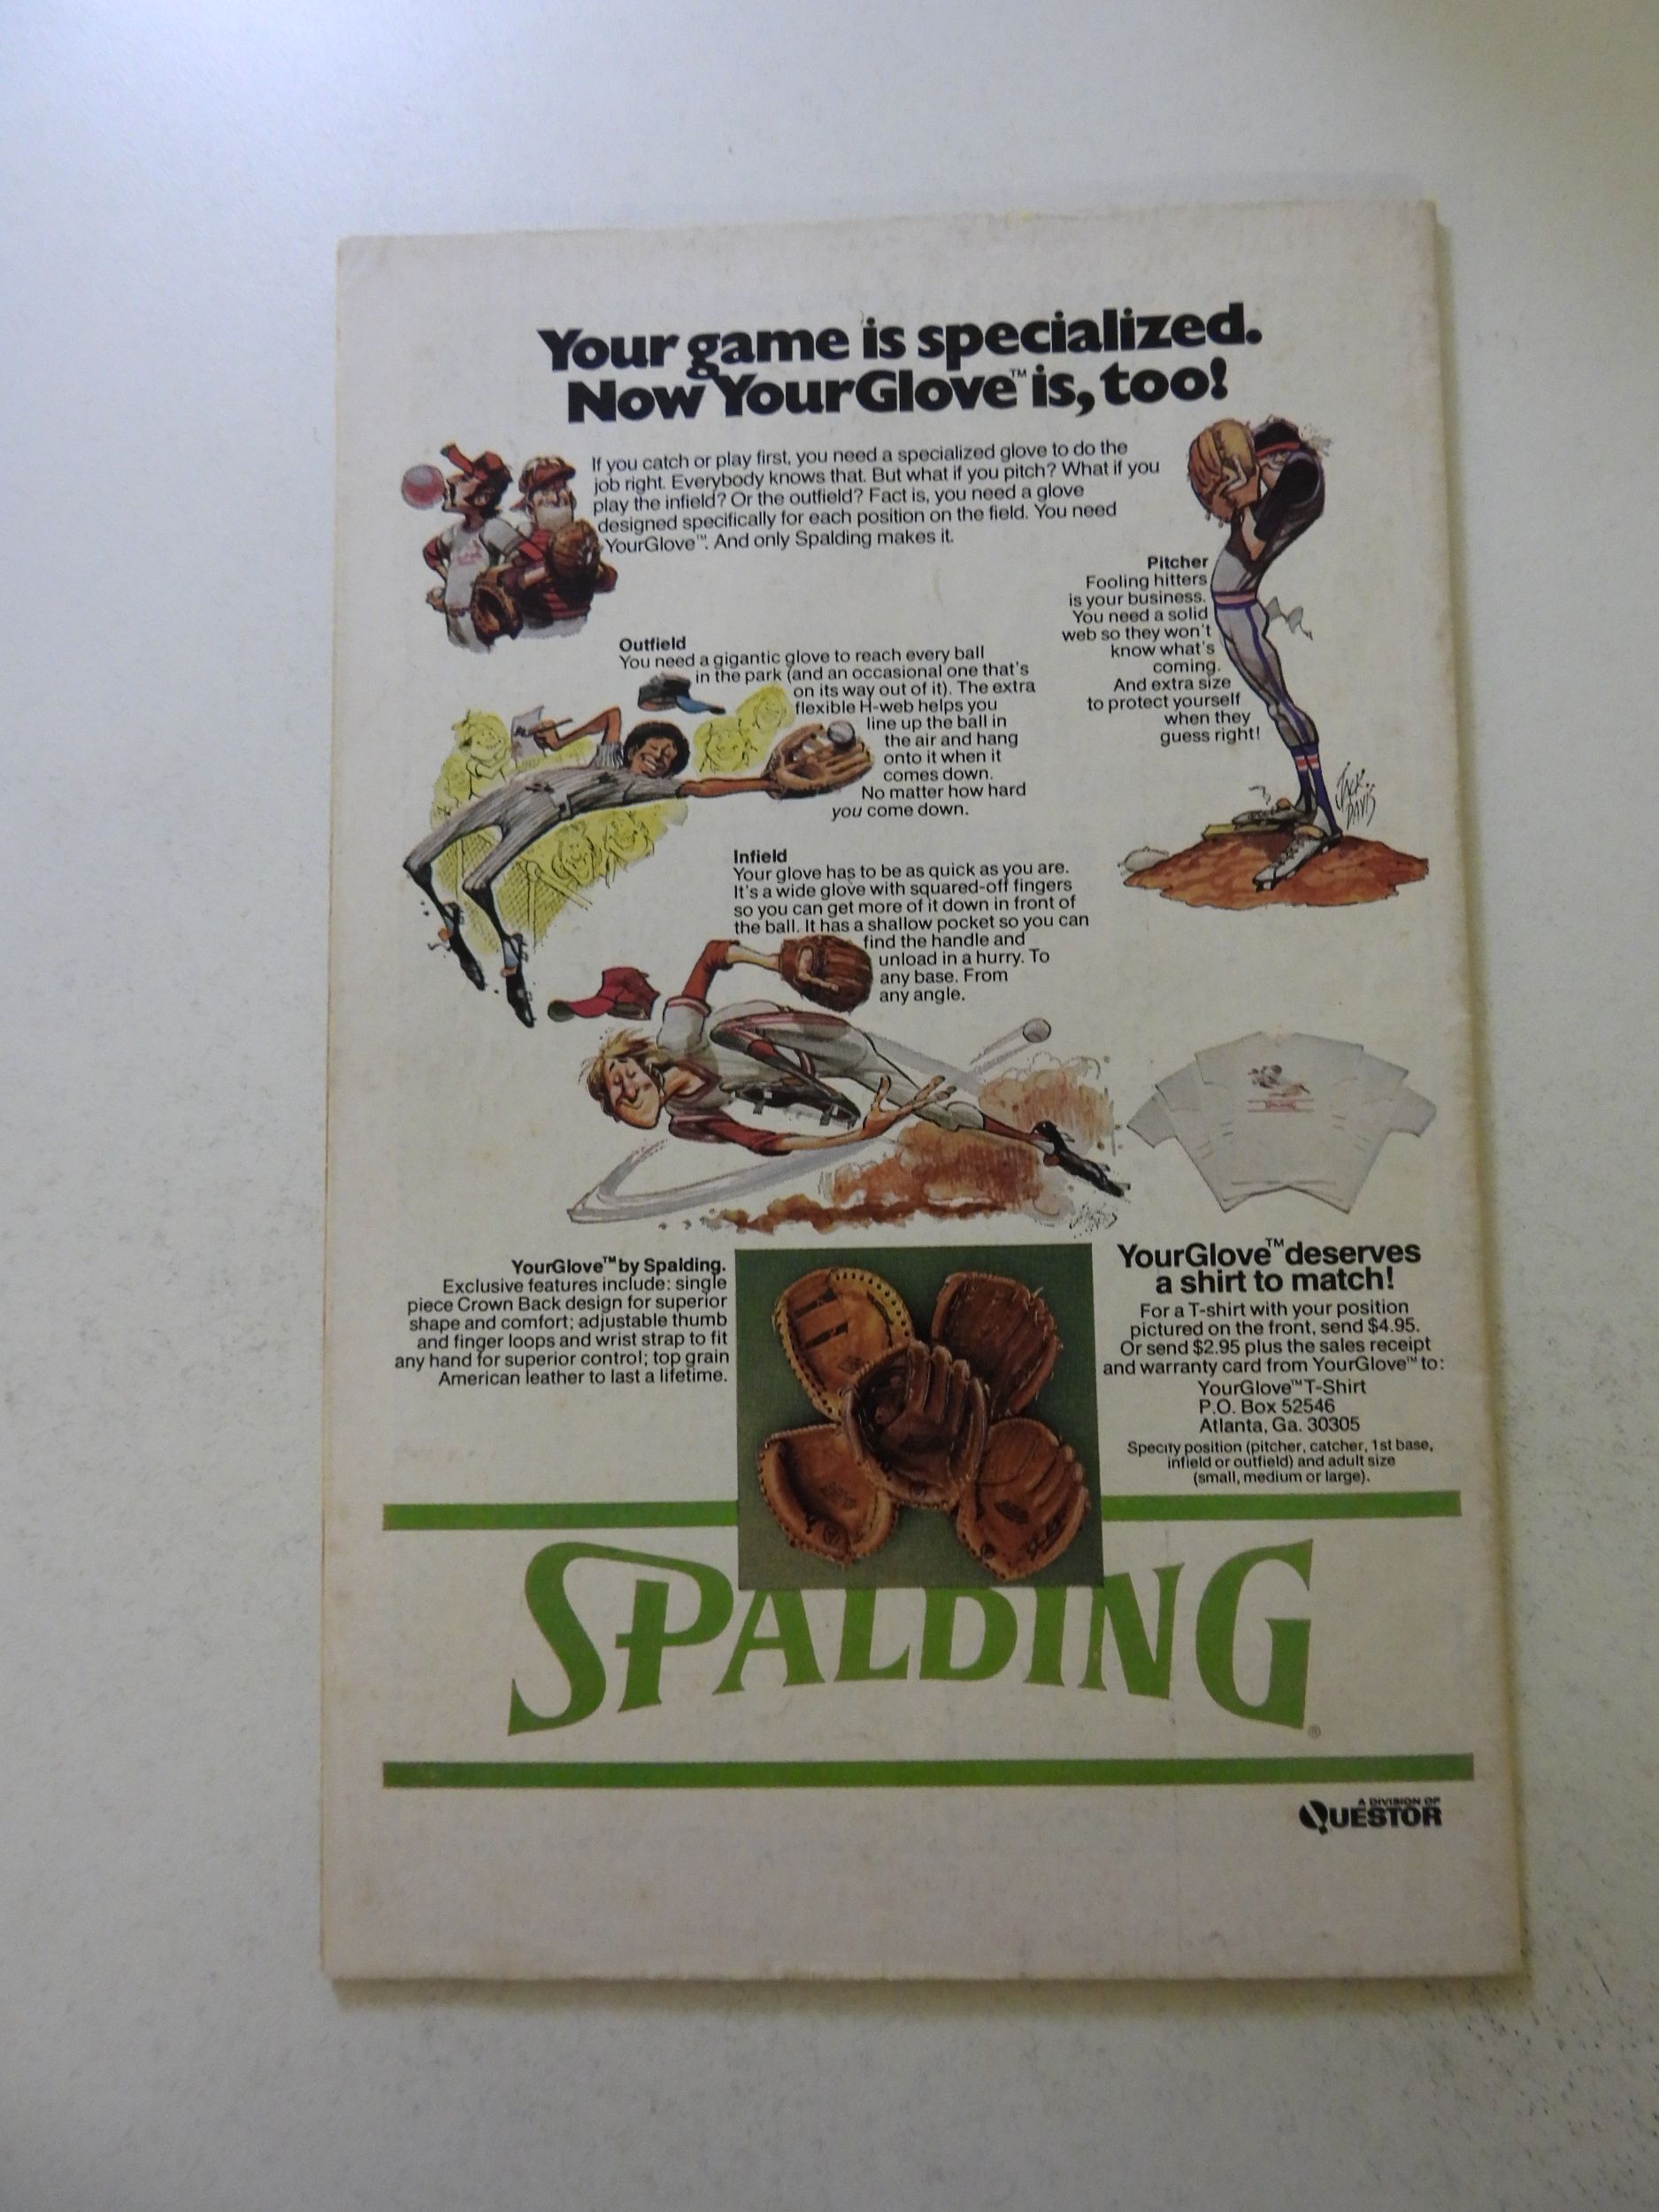 Your game is specialized.
Now YourGlove™ is, too!
If you catch or play first, you need a specialized glove to do the
job right. Everybody knows that. But what if you pitch? What if you
play the infield? Or the outfield? Fact is, you need a glove
designed specifically for each position on the field. You need
YourGlove™. And only Spalding makes it.
Pitcher
Fooling hitters
is your business.
You need a solid
web so they won't
know what's
coming.
And extra size
to protect yourself
when they
guess right!
JACK DAVIS
Outfield
You need a gigantic glove to reach every ball
in the park (and an occasional one that's
on its way out of it). The extra
flexible H-web helps you
line up the ball in
the air and hang
onto it when it
comes down.
No matter how hard
you come down.
Infield
Your glove has to be as quick as you are.
It's a wide glove with squared-off fingers
so you can get more of it down in front of
the ball. It has a shallow pocket so you can
find the handle and
unload in a hurry. To
any base. From
any angle.
YourGlove™ by Spalding.
Exclusive features include: single
piece Crown Back design for superior
shape and comfort; adjustable thumb
and finger loops and wrist strap to fit
any hand for superior control; top grain
American leather to last a lifetime.
YourGlove™ deserves
a shirt to match!
For a T-shirt with your position
pictured on the front, send $4.95.
Or send $2.95 plus the sales receipt
and warranty card from YourGlove™ to:
YourGlove™ T-Shirt
P.O. Box 52546
Atlanta, Ga. 30305
Specify position (pitcher, catcher, 1st base,
infield or outfield) and adult size
(small, medium or large).
SPALDING®
A DIVISION OF
QUESTOR